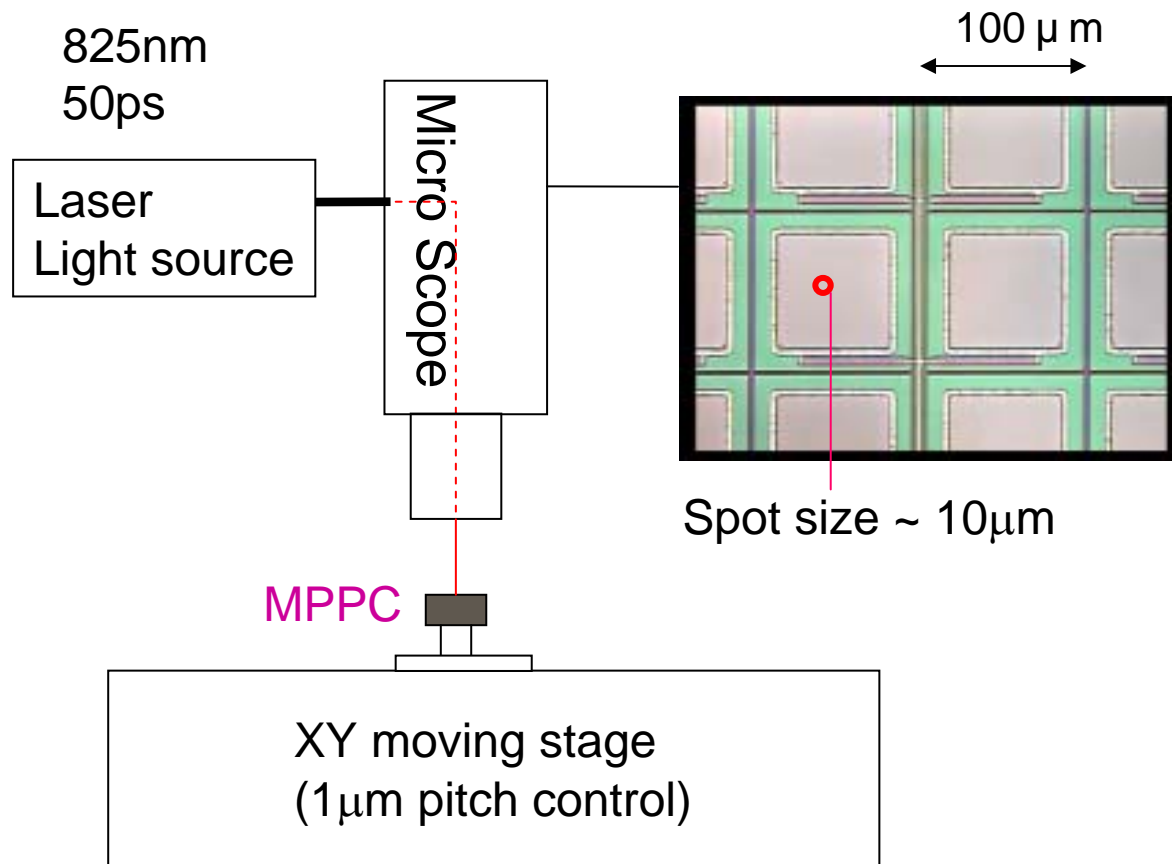 825nm
50ps
100 μ m
Laser
Light source
Micro Scope
Spot size ~ 10μm
MPPC
XY moving stage
(1μm pitch control)